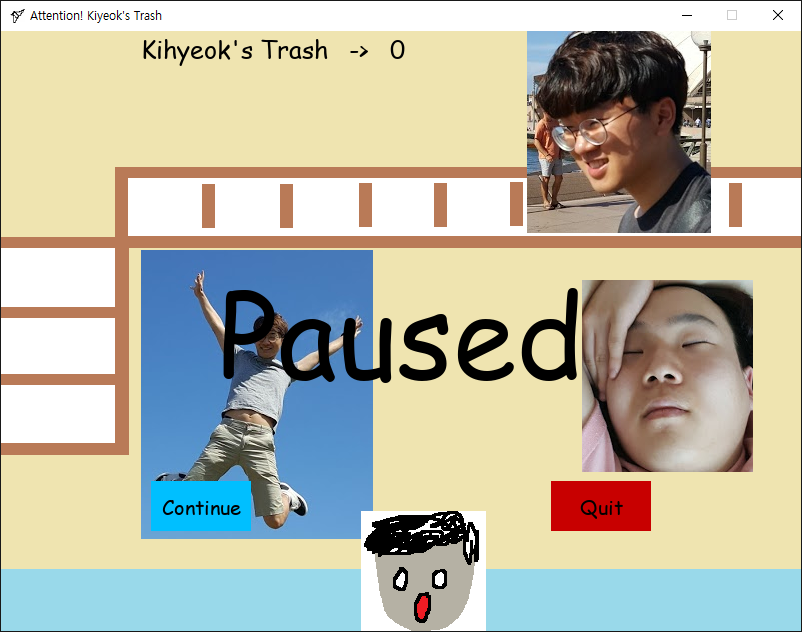 Attention! Kiyeok's Trash
Kihyeok's Trash -> 0
Paused
Continue
Quit